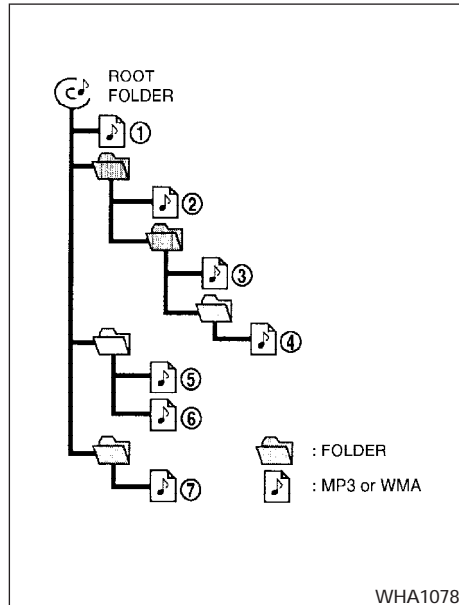 ROOT
FOLDER
①
②
③
④
⑤
⑥
⑦
: FOLDER
: MP3 or WMA
WHA1078